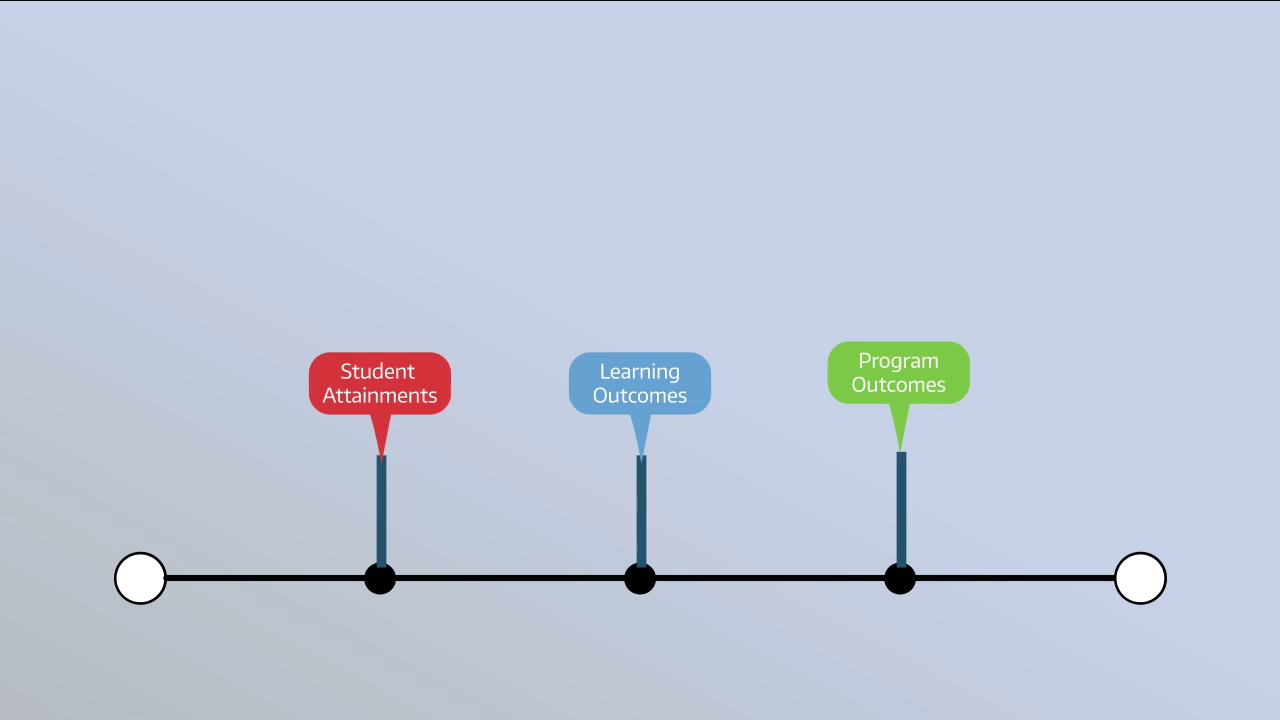 Student
Attainments
Learning
Outcomes
Program
Outcomes